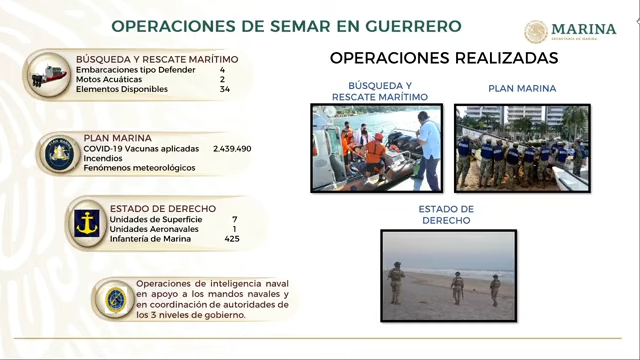 OPERACIONES DE SEMAR EN GUERRERO
MARINA
SECRETARÍA DE MARINA
BÚSQUEDA Y RESCATE MARÍTIMO
Embarcaciones tipo Defender 4
Motos Acuáticas 2
Elementos Disponibles 34
PLAN MARINA
COVID-19 Vacunas aplicadas 2.439,490
Incendios
Fenómenos meteorológicos
ESTADO DE DERECHO
Unidades de Superficie 7
Unidades Aeronavales 1
Infantería de Marina 425
Operaciones de inteligencia naval
en apoyo a los mandos navales y
en coordinación de autoridades de
los 3 niveles de gobierno.
OPERACIONES REALIZADAS
BÚSQUEDA Y
RESCATE MARÍTIMO
PLAN MARINA
ESTADO DE
DERECHO